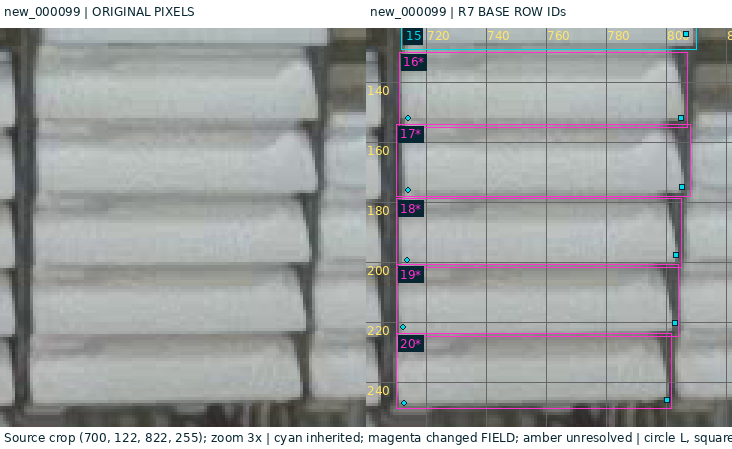 new_000099 | ORIGINAL PIXELS
new_000099 | R7 BASE ROW IDs
15 720 740 760 780 8
16*
140
17*
160
18*
180
19*
200
20*
220
240
Source crop (700, 122, 822, 255); zoom 3x | cyan inherited; magenta changed FIELD; amber unresolved | circle L, square